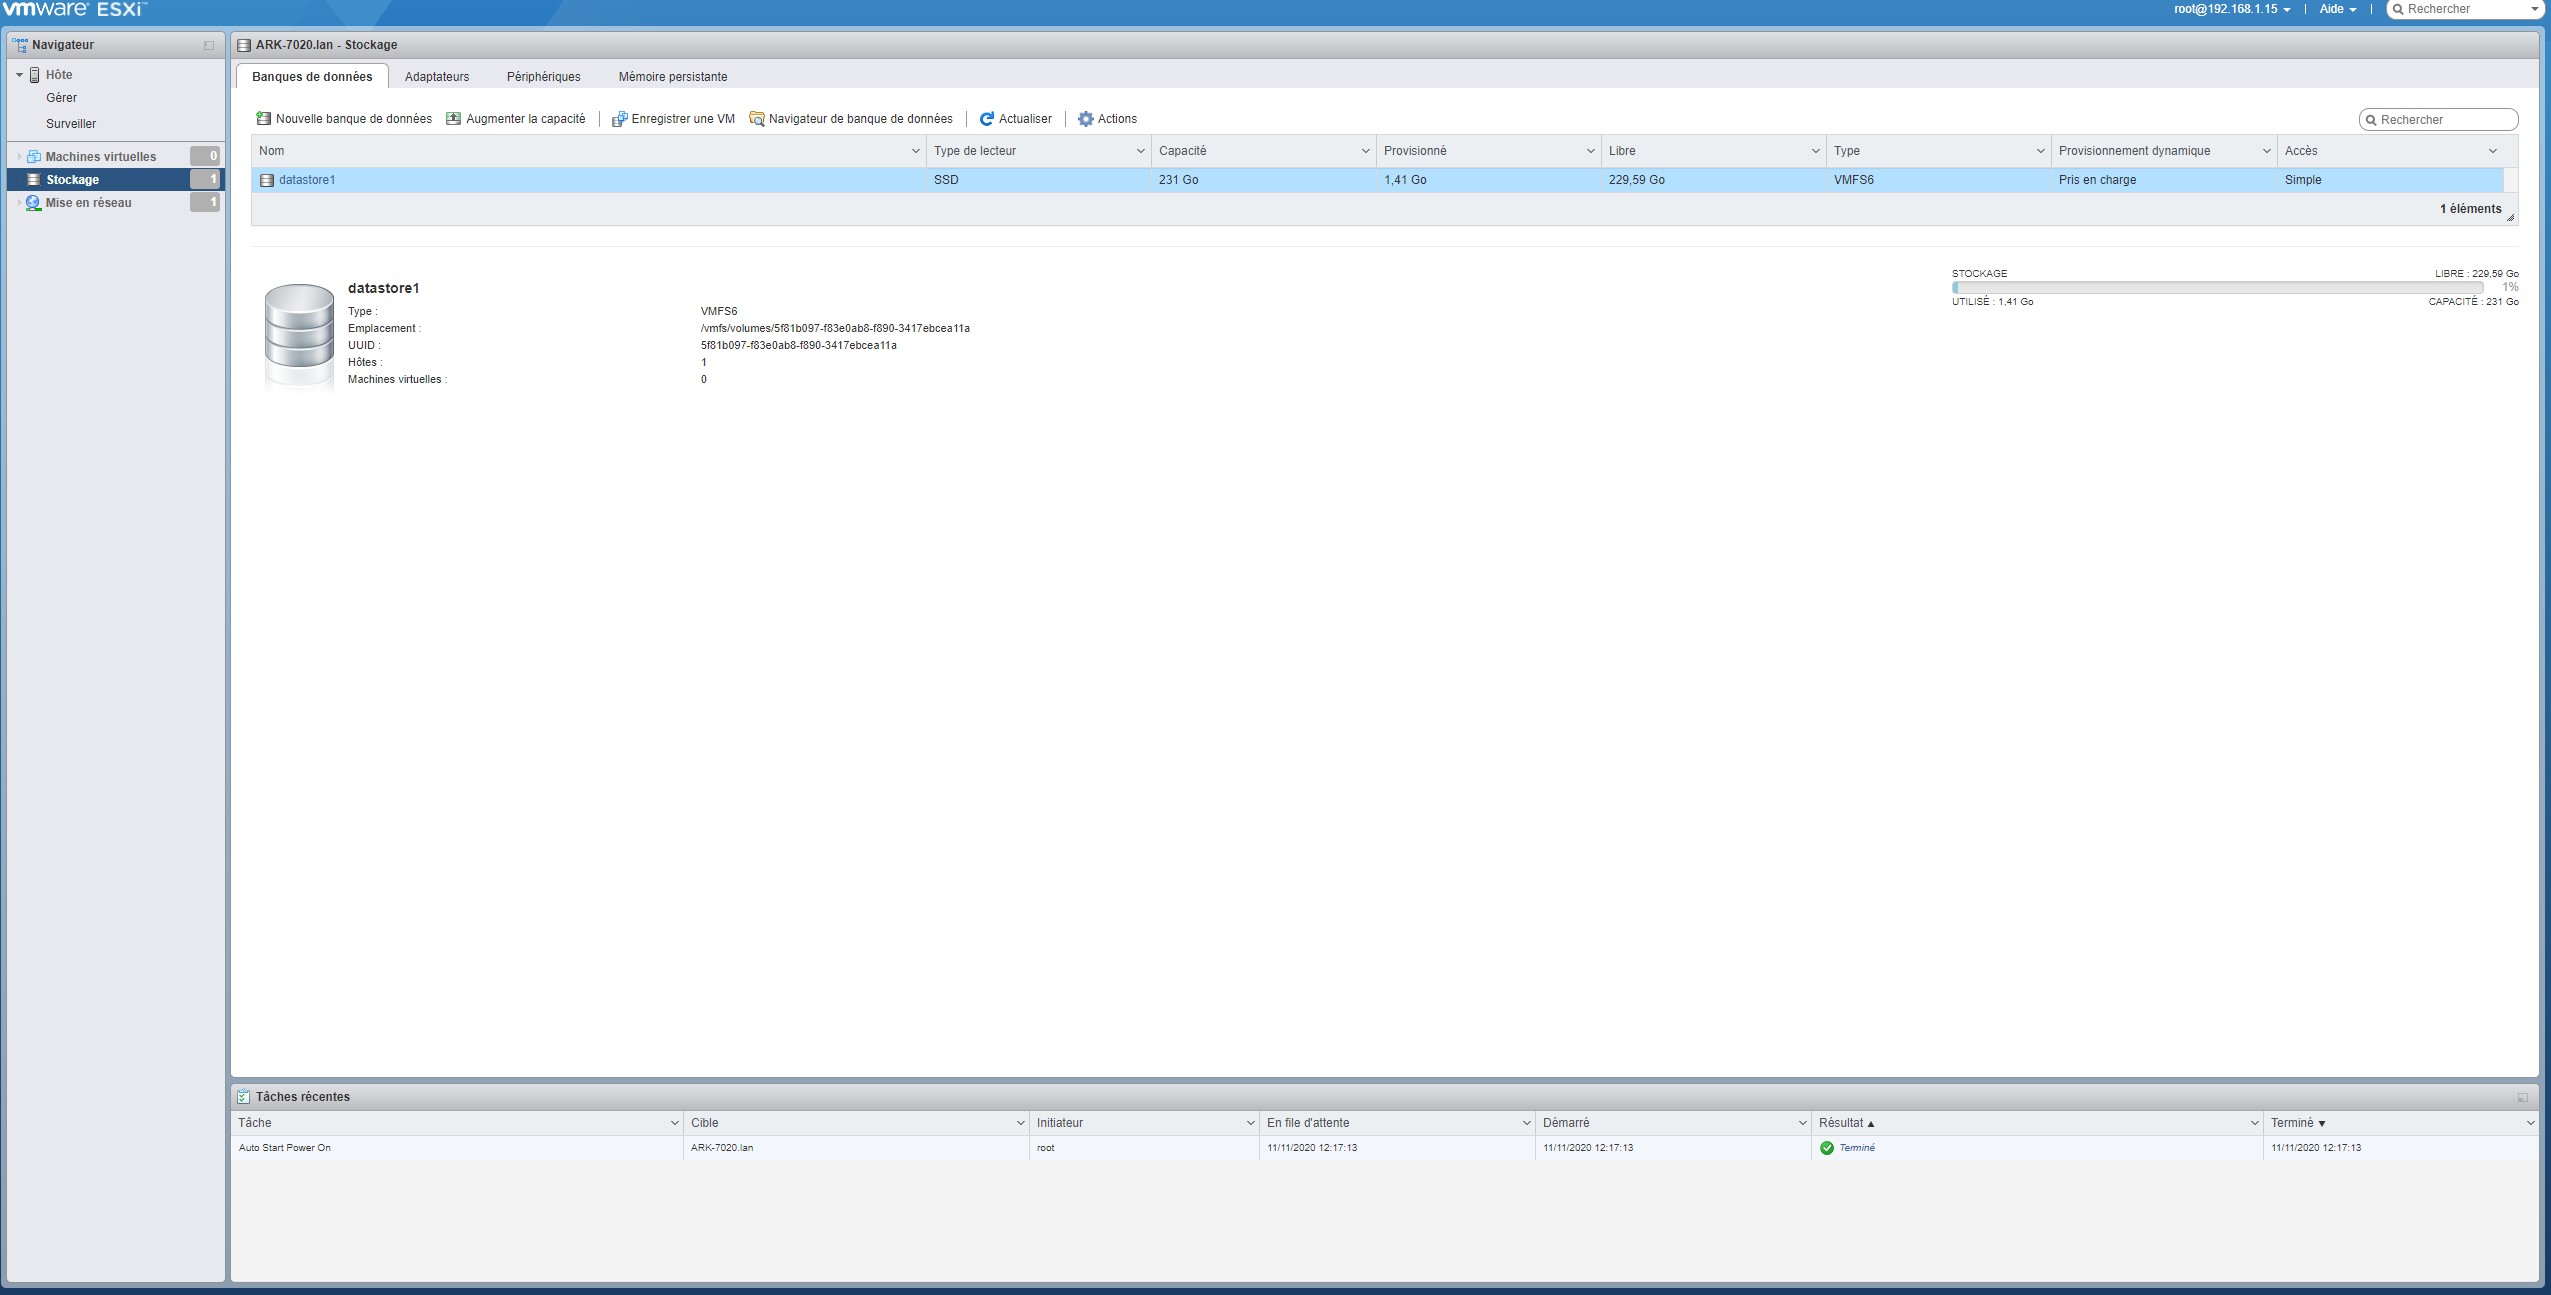 vmware ESXi™
root@192.168.1.15 | Aide | Rechercher
Navigateur
Hôte
Gérer
Surveiller
Machines virtuelles 0
Stockage 1
Mise en réseau 1
ARK-7020.lan - Stockage
Banques de données Adaptateurs Périphériques Mémoire persistante
Nouvelle banque de données Augmenter la capacité | Enregistrer une VM Navigateur de banque de données | Actualiser | Actions Rechercher
Nom Type de lecteur Capacité Provisionné Libre Type Provisionnement dynamique Accès
datastore1 SSD 231 Go 1,41 Go 229,59 Go VMFS6 Pris en charge Simple
1 éléments
datastore1
Type : VMFS6
Emplacement : /vmfs/volumes/5f81b097-f83e0ab8-f890-3417ebcea11a
UUID : 5f81b097-f83e0ab8-f890-3417ebcea11a
Hôtes : 1
Machines virtuelles : 0
STOCKAGE LIBRE : 229,59 Go
1%
UTILISÉ : 1,41 Go CAPACITÉ : 231 Go
Tâches récentes
Tâche Cible Initiateur En file d'attente Démarré Résultat ▲ Terminé ▼
Auto Start Power On ARK-7020.lan root 11/11/2020 12:17:13 11/11/2020 12:17:13 Terminé 11/11/2020 12:17:13